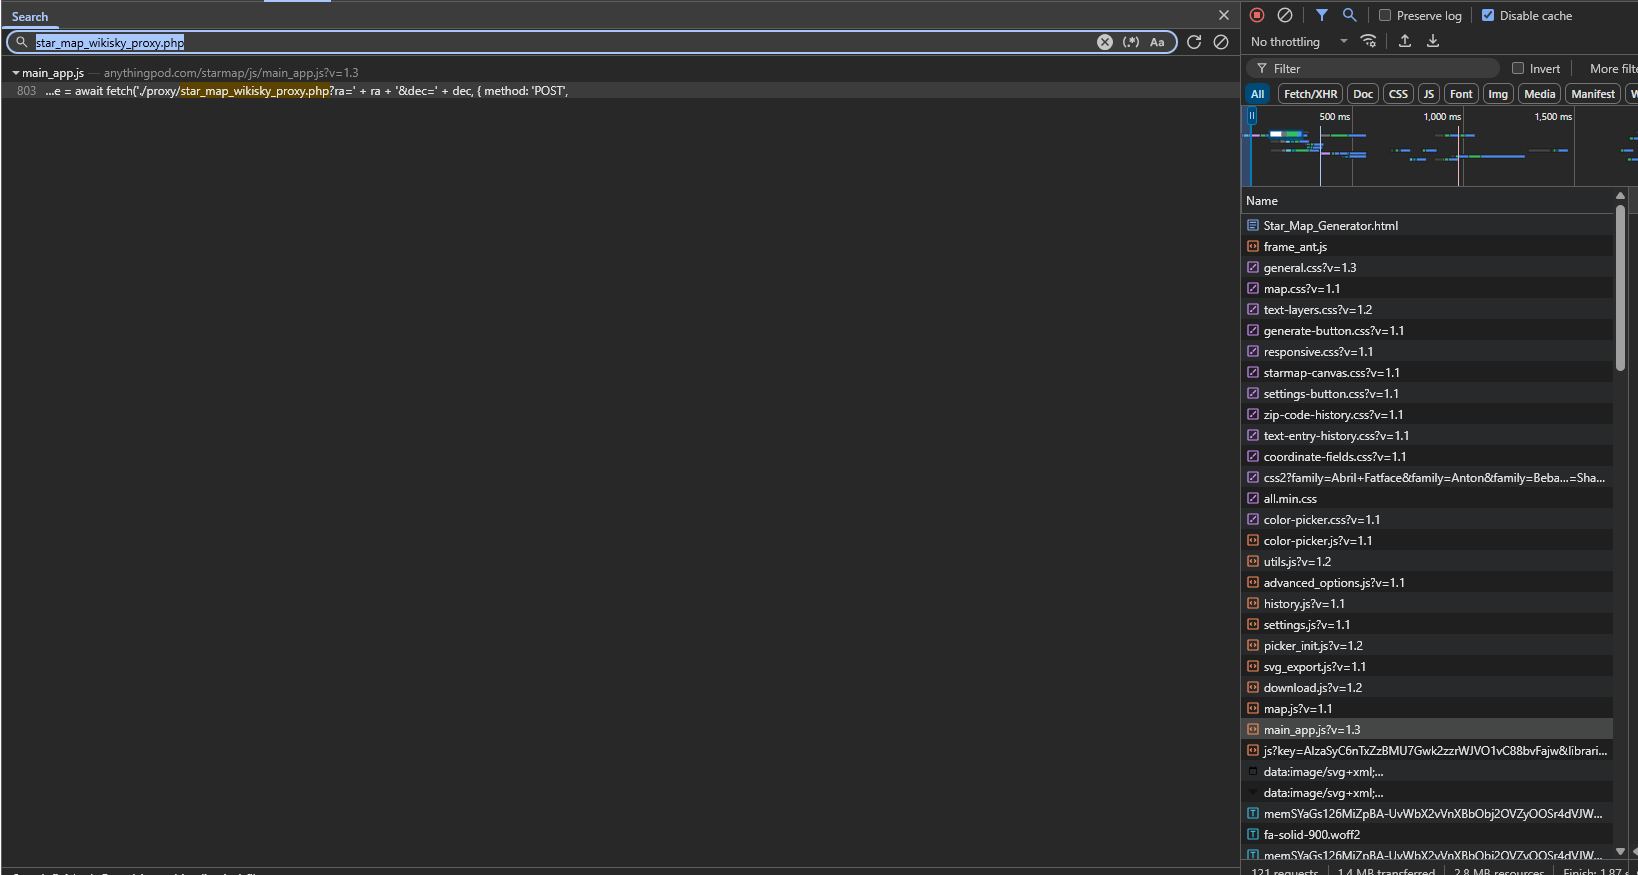 Search
star_map_wikisky_proxy.php
(.*) Aa
main_app.js — anythingpod.com/starmap/js/main_app.js?v=1.3
803 ...e = await fetch('./proxy/star_map_wikisky_proxy.php?ra=' + ra + '&dec=' + dec, { method: 'POST',
Preserve log
Disable cache
No throttling
Filter
Invert
More filte
All Fetch/XHR Doc CSS JS Font Img Media Manifest W
500 ms 1,000 ms 1,500 ms
Name
Star_Map_Generator.html
frame_ant.js
general.css?v=1.3
map.css?v=1.1
text-layers.css?v=1.2
generate-button.css?v=1.1
responsive.css?v=1.1
starmap-canvas.css?v=1.1
settings-button.css?v=1.1
zip-code-history.css?v=1.1
text-entry-history.css?v=1.1
coordinate-fields.css?v=1.1
css2?family=Abril+Fatface&family=Anton&family=Beba...=Sha...
all.min.css
color-picker.css?v=1.1
color-picker.js?v=1.1
utils.js?v=1.2
advanced_options.js?v=1.1
history.js?v=1.1
settings.js?v=1.1
picker_init.js?v=1.2
svg_export.js?v=1.1
download.js?v=1.2
map.js?v=1.1
main_app.js?v=1.3
js?key=AIzaSyC6nTxZzBMU7Gwk2zzrWJVO1vC88bvFajw&librari...
data:image/svg+xml;...
data:image/svg+xml;...
memSYaGs126MiZpBA-UvWbX2vVnXBbObj2OVZyOOSr4dVJW...
fa-solid-900.woff2
memSYaGs126MiZpBA-UvWbX2vVnXBbObj2OVZyOOSr4dVJW...
121 requests 1.4 MB transferred 2.8 MB resources Finish: 1.87 s